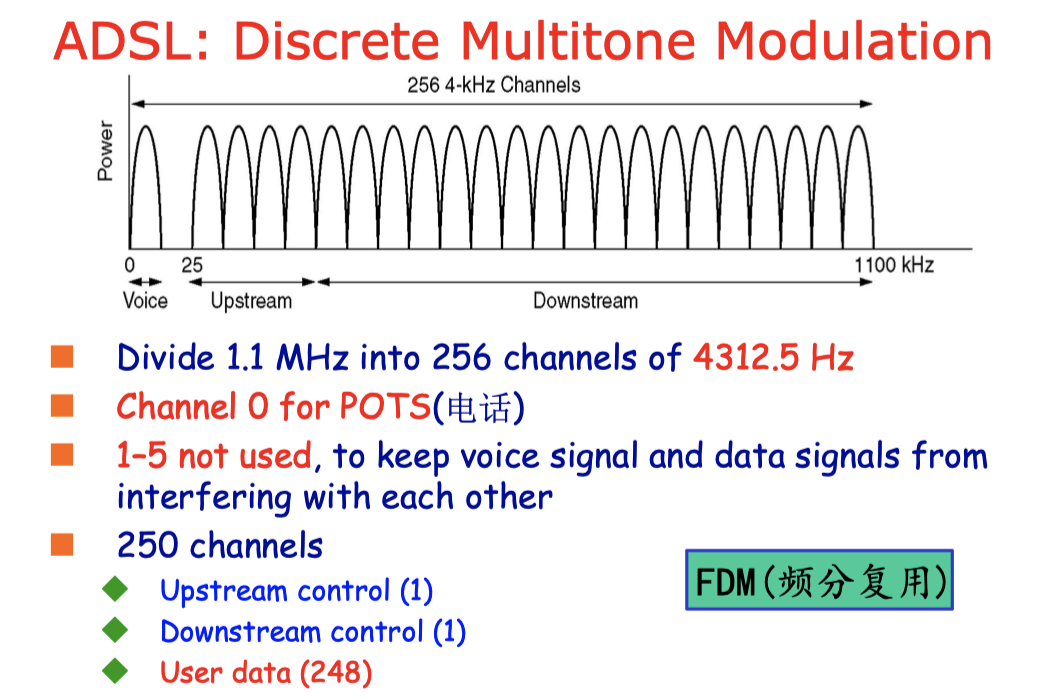 ADSL: Discrete Multitone Modulation
256 4-kHz Channels
Power
0
25
1100 kHz
Voice
Upstream
Downstream
Divide 1.1 MHz into 256 channels of 4312.5 Hz
Channel 0 for POTS(电话)
1–5 not used, to keep voice signal and data signals from
interfering with each other
250 channels
Upstream control (1)
Downstream control (1)
User data (248)
FDM(频分复用)